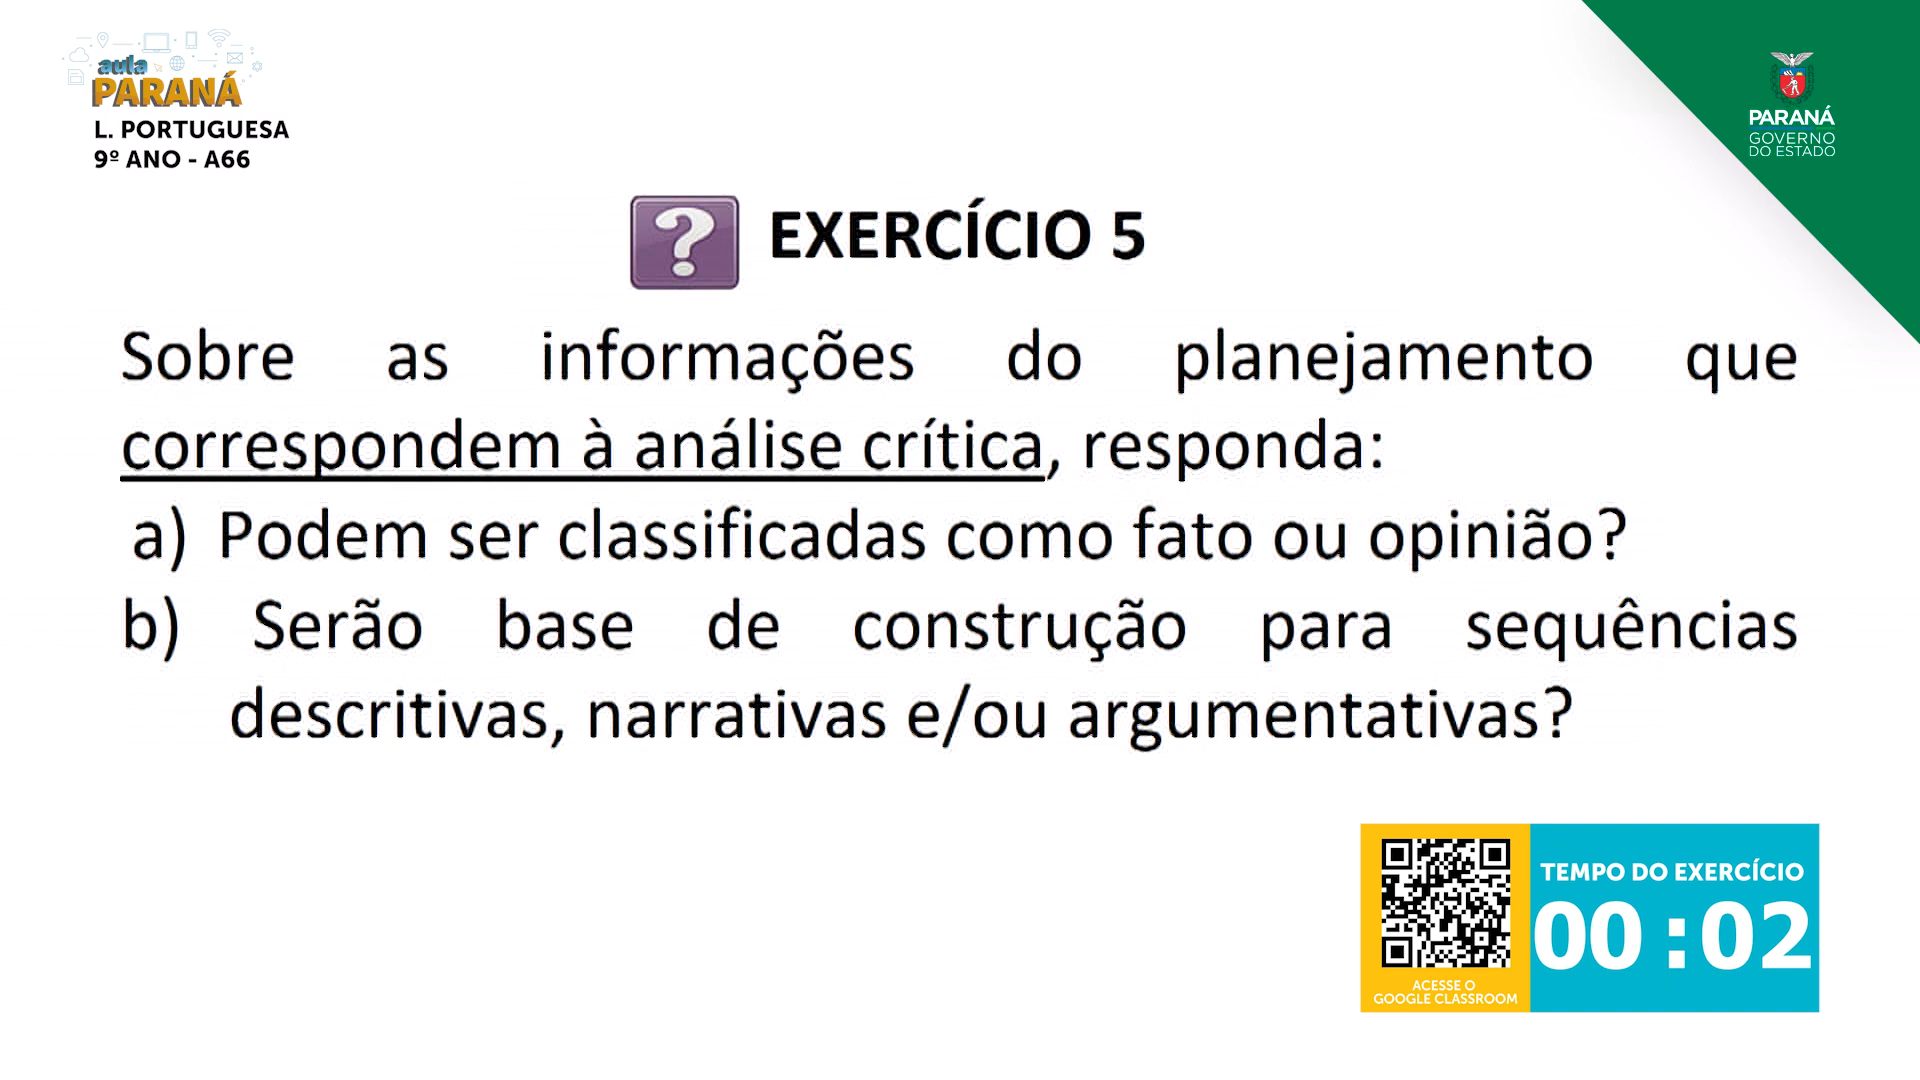 aula
PARANÁ
L. PORTUGUESA
9º ANO - A66
PARANÁ
GOVERNO
DO ESTADO
? EXERCÍCIO 5
Sobre as informações do planejamento que
correspondem à análise crítica, responda:
a) Podem ser classificadas como fato ou opinião?
b) Serão base de construção para sequências
descritivas, narrativas e/ou argumentativas?
TEMPO DO EXERCÍCIO
00 :02
ACESSE O
GOOGLE CLASSROOM